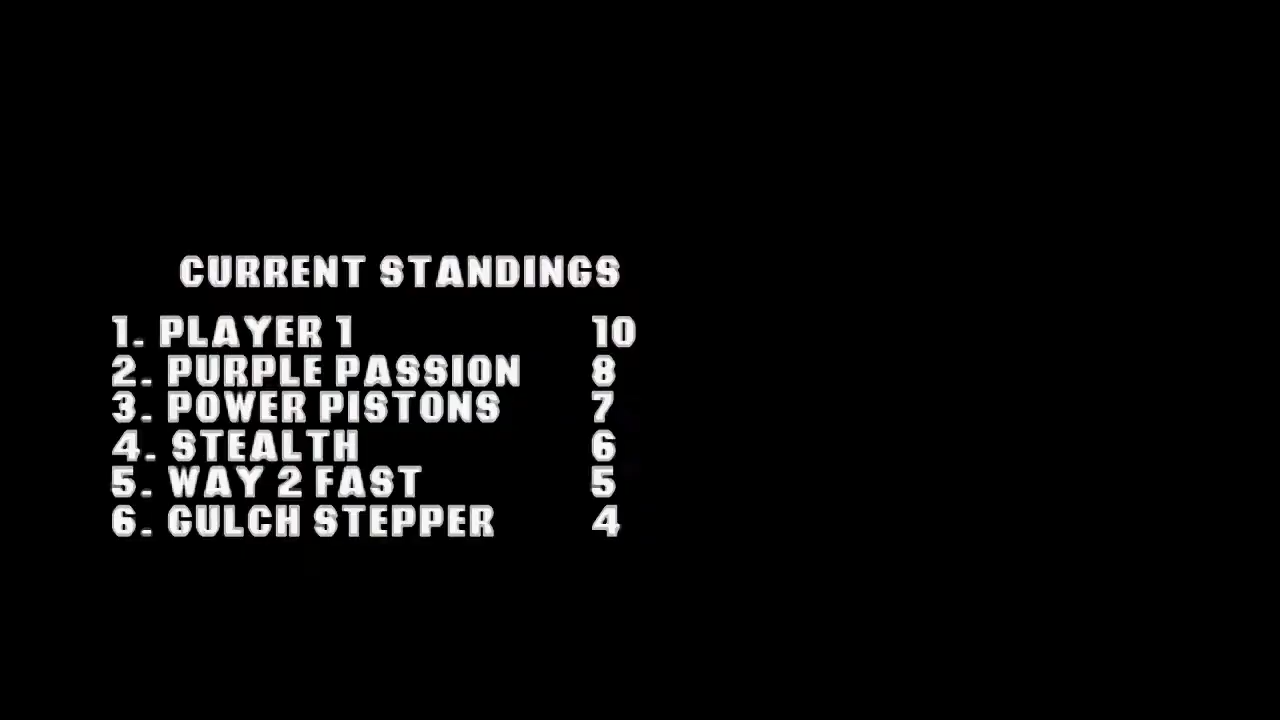 CURRENT STANDINGS
1. PLAYER 1 10
2. PURPLE PASSION 8
3. POWER PISTONS 7
4. STEALTH 6
5. WAY 2 FAST 5
6. GULCH STEPPER 4